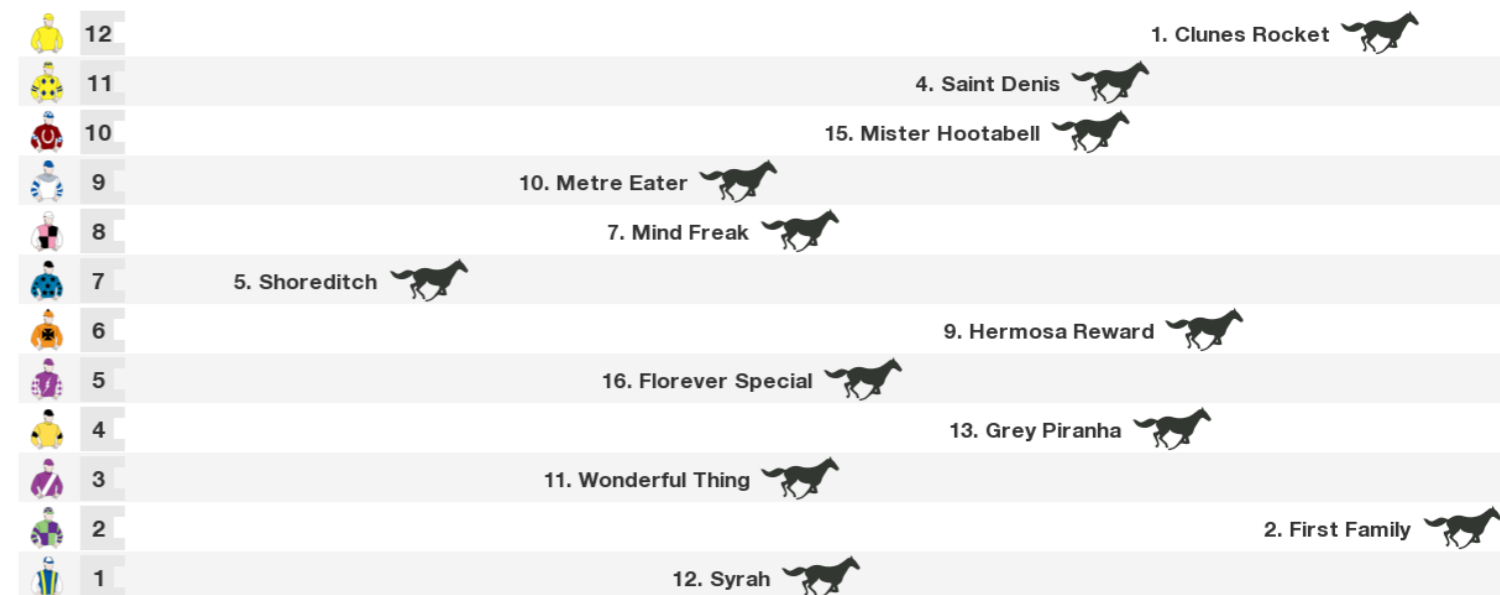 12 1. Clunes Rocket
11 4. Saint Denis
10 15. Mister Hootabell
9 10. Metre Eater
8 7. Mind Freak
7 5. Shoreditch
6 9. Hermosa Reward
5 16. Florever Special
4 13. Grey Piranha
3 11. Wonderful Thing
2 2. First Family
1 12. Syrah